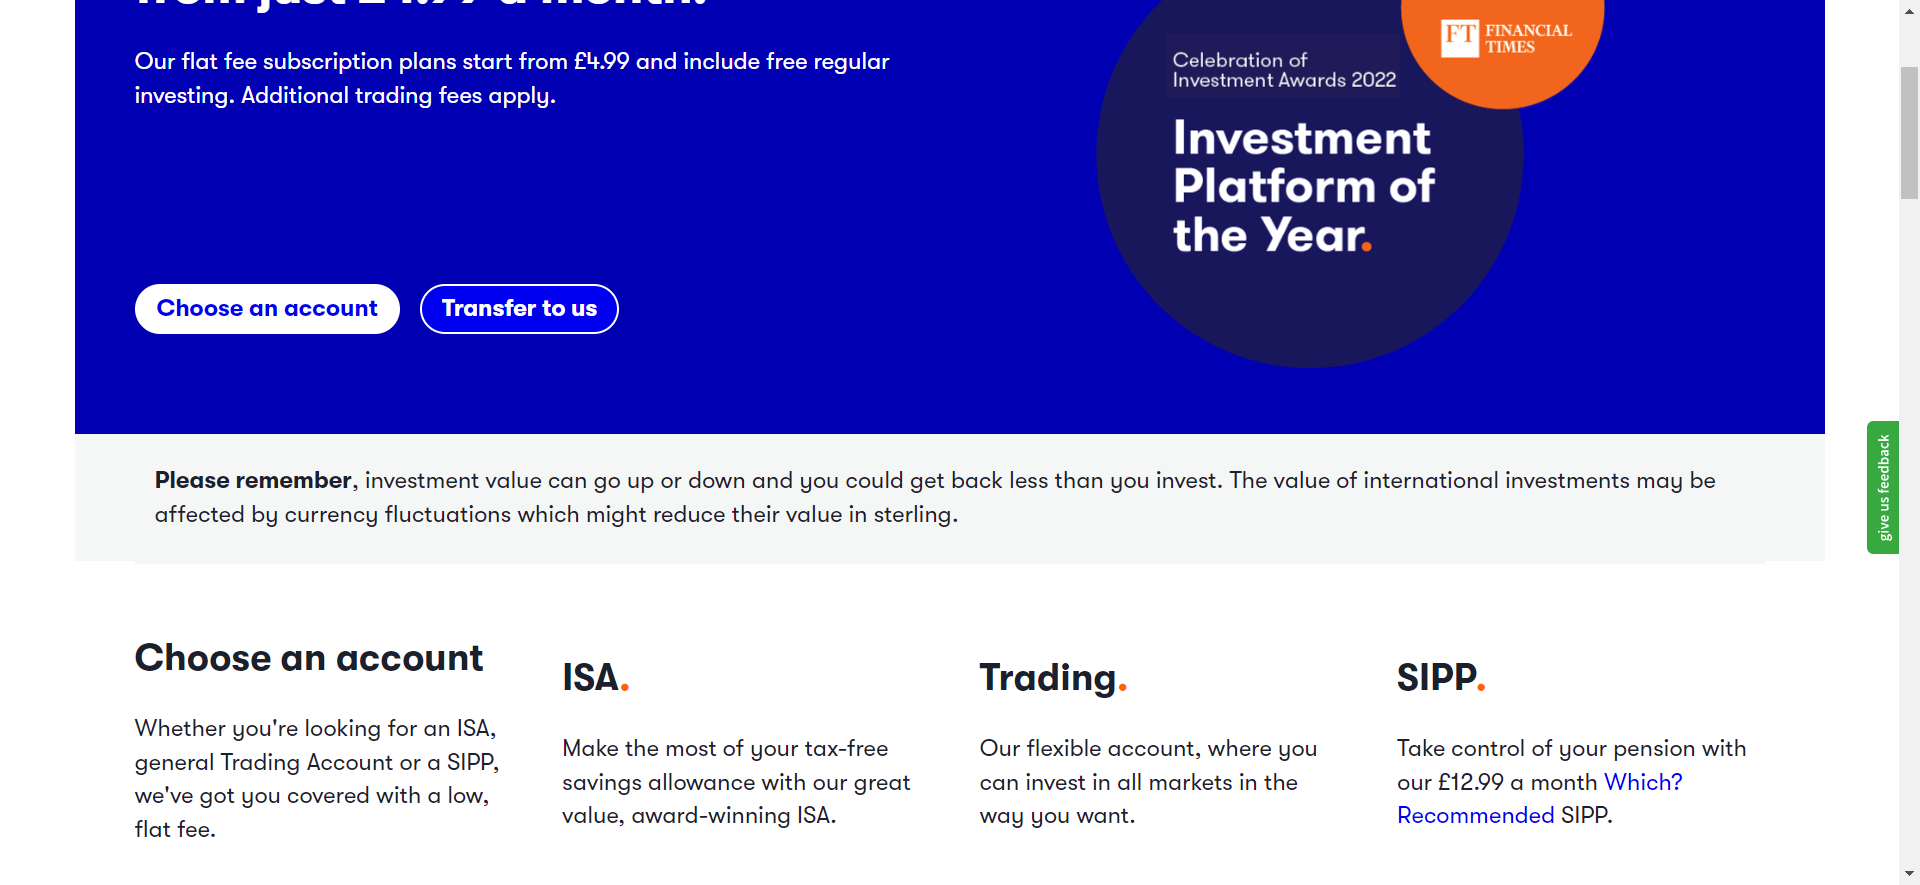 from just £4.99 a month.
Our flat fee subscription plans start from £4.99 and include free regular
investing. Additional trading fees apply.
Choose an account
Transfer to us
FT FINANCIAL
TIMES
Celebration of
Investment Awards 2022
Investment
Platform of
the Year.
Please remember, investment value can go up or down and you could get back less than you invest. The value of international investments may be
affected by currency fluctuations which might reduce their value in sterling.
give us feedback
Choose an account
Whether you're looking for an ISA,
general Trading Account or a SIPP,
we've got you covered with a low,
flat fee.
ISA.
Make the most of your tax-free
savings allowance with our great
value, award-winning ISA.
Trading.
Our flexible account, where you
can invest in all markets in the
way you want.
SIPP.
Take control of your pension with
our £12.99 a month Which?
Recommended SIPP.